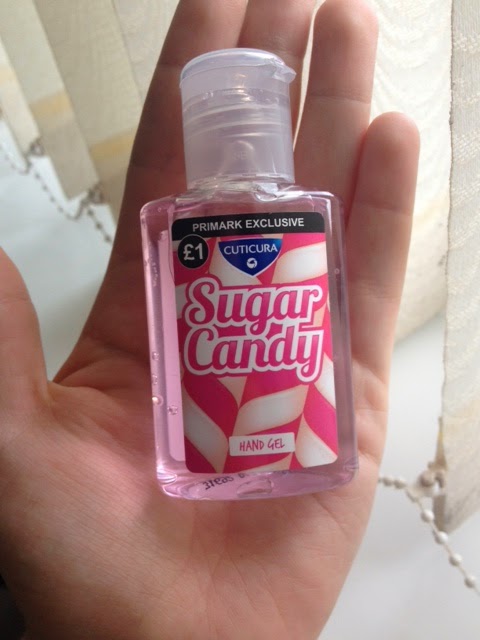 PRIMARK EXCLUSIVE
£1
CUTICURA
Sugar
Candy
HAND GEL